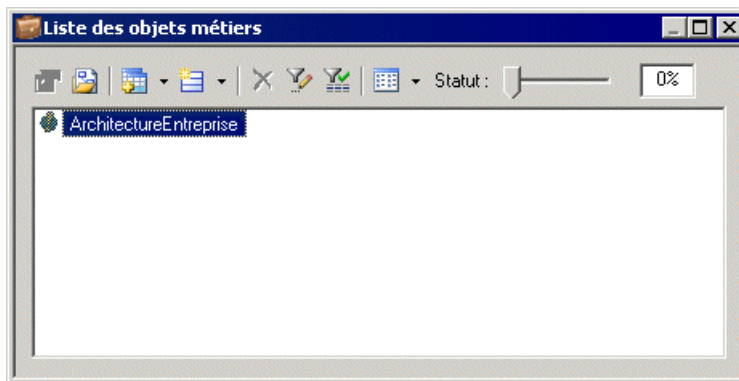 Liste des objets métiers
Statut : 0%
ArchitectureEntreprise